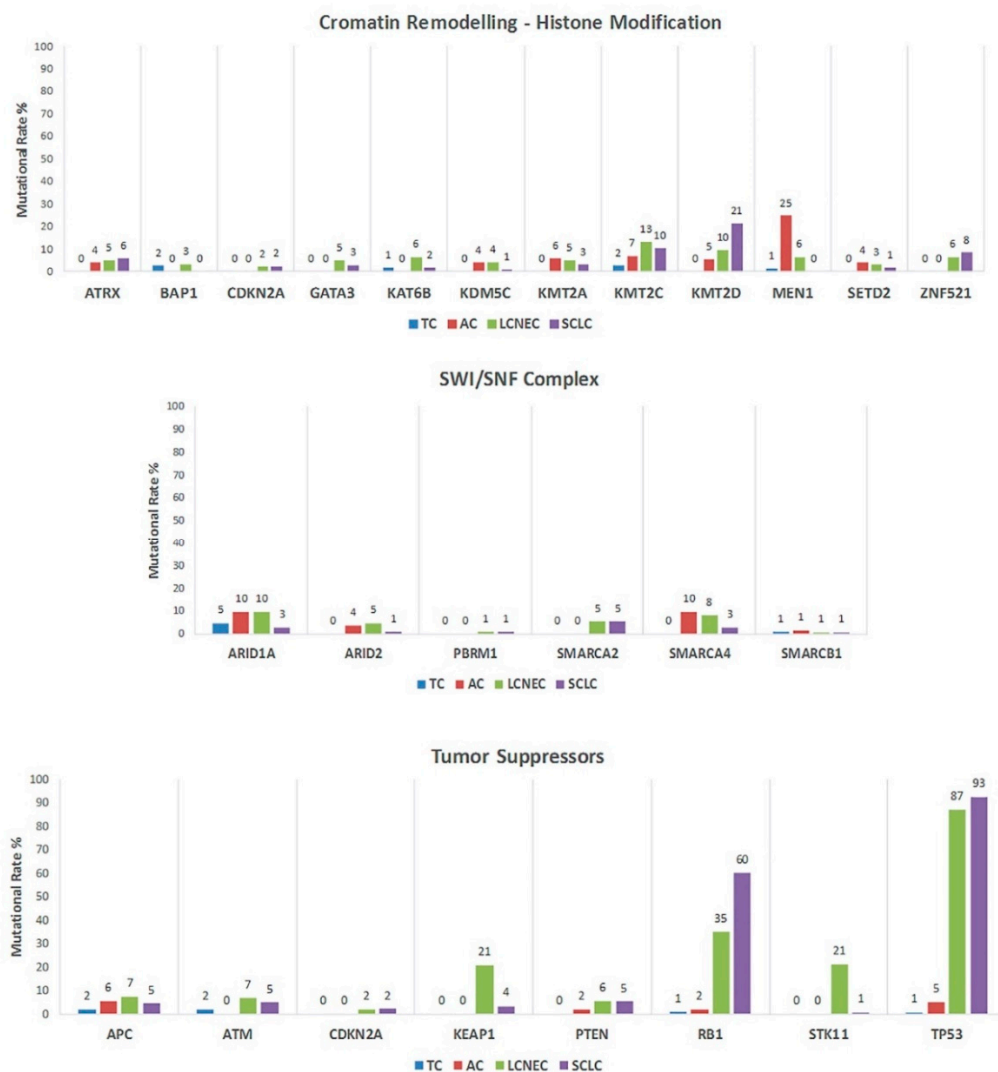 Cromatin Remodelling - Histone Modification
Mutational Rate %
100
90
80
70
60
50
40
30
20
10
0
0 4 5 6 2 0 3 0 0 0 2 2 0 0 5 3 1 0 6 2 0 4 4 1 0 6 5 3 2 7 13 10 0 5 10 21 1 25 6 0 0 4 3 1 0 0 6 8
ATRX BAP1 CDKN2A GATA3 KAT6B KDM5C KMT2A KMT2C KMT2D MEN1 SETD2 ZNF521
TC AC LCNEC SCLC
SWI/SNF Complex
Mutational Rate %
100
90
80
70
60
50
40
30
20
10
0
5 10 10 3 0 4 5 1 0 0 1 1 0 0 5 5 0 10 8 3 1 1 1 1
ARID1A ARID2 PBRM1 SMARCA2 SMARCA4 SMARCB1
TC AC LCNEC SCLC
Tumor Suppressors
Mutational Rate %
100
90
80
70
60
50
40
30
20
10
0
2 6 7 5 2 0 7 5 0 0 2 2 0 0 21 4 0 2 6 5 1 2 35 60 0 0 21 1 1 5 87 93
APC ATM CDKN2A KEAP1 PTEN RB1 STK11 TP53
TC AC LCNEC SCLC